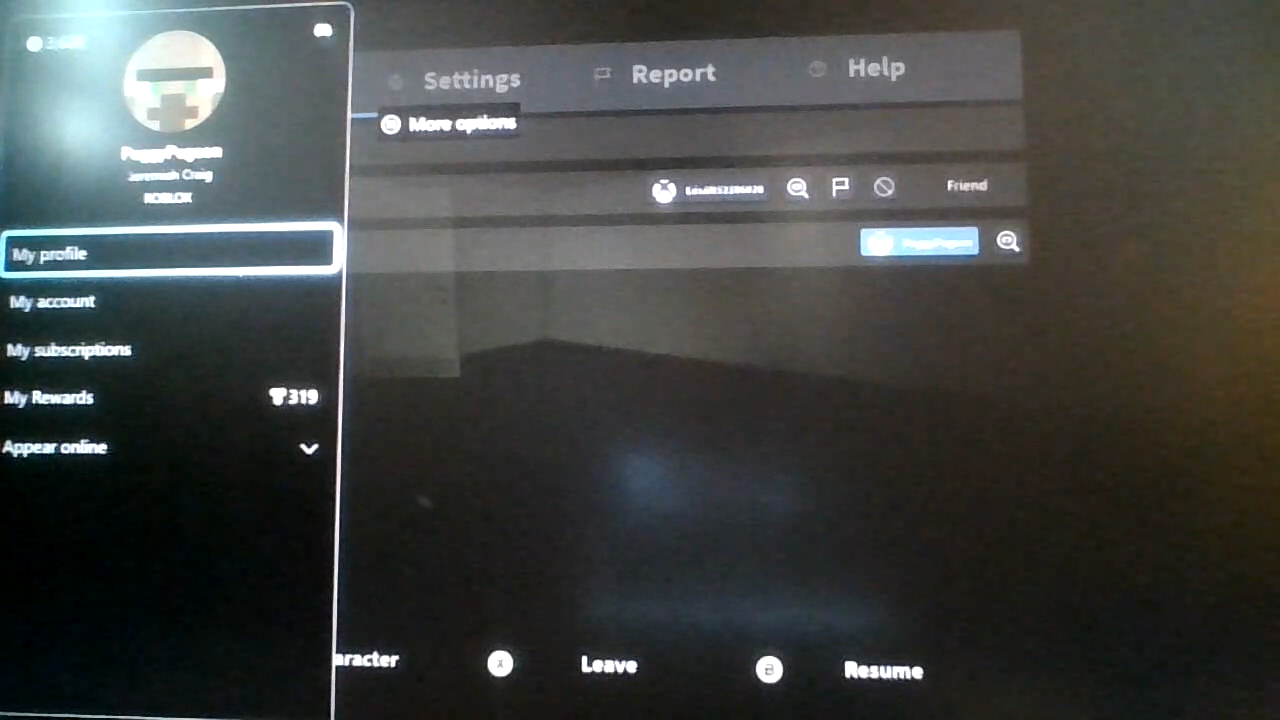 Jeremiah Craig
ROBLOX
My profile
My account
My subscriptions
My Rewards
319
Appear online
Settings
Report
Help
More options
Friend
aracter
Leave
Resume